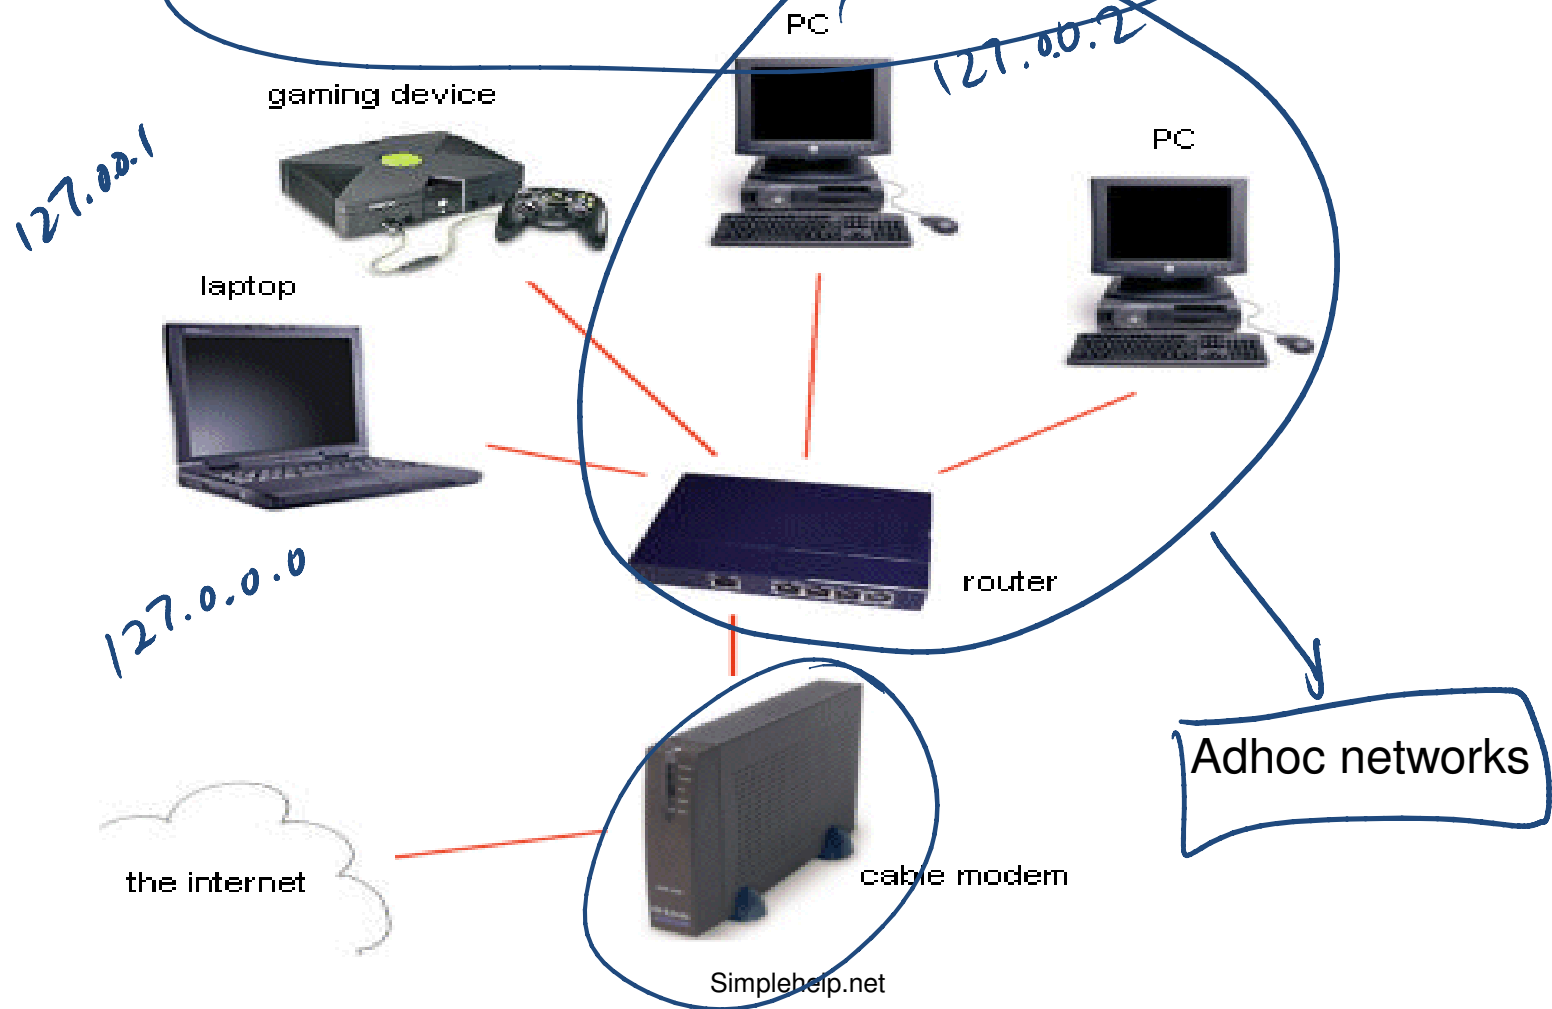 PC
127.0.0.2
gaming device
PC
127.0.0.1
laptop
127.0.0.0
router
Adhoc networks
the internet
cable modem
Simplehelp.net